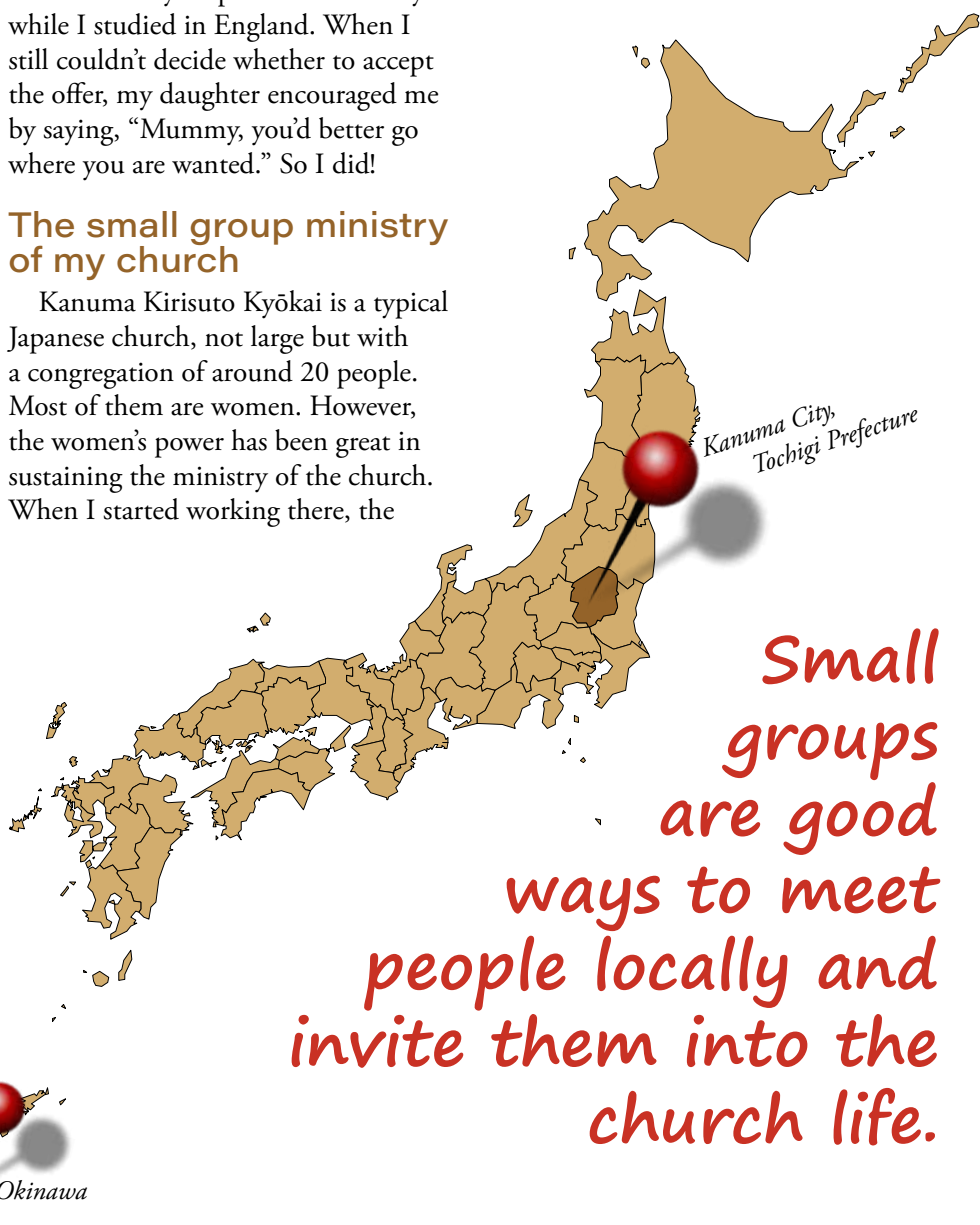 while I studied in England. When I
still couldn’t decide whether to accept
the offer, my daughter encouraged me
by saying, “Mummy, you’d better go
where you are wanted.” So I did!
The small group ministry
of my church
Kanuma Kirisuto Kyōkai is a typical
Japanese church, not large but with
a congregation of around 20 people.
Most of them are women. However,
the women’s power has been great in
sustaining the ministry of the church.
When I started working there, the
Kanuma City,
Tochigi Prefecture
Small
groups
are good
ways to meet
people locally and
invite them into the
church life.
Okinawa